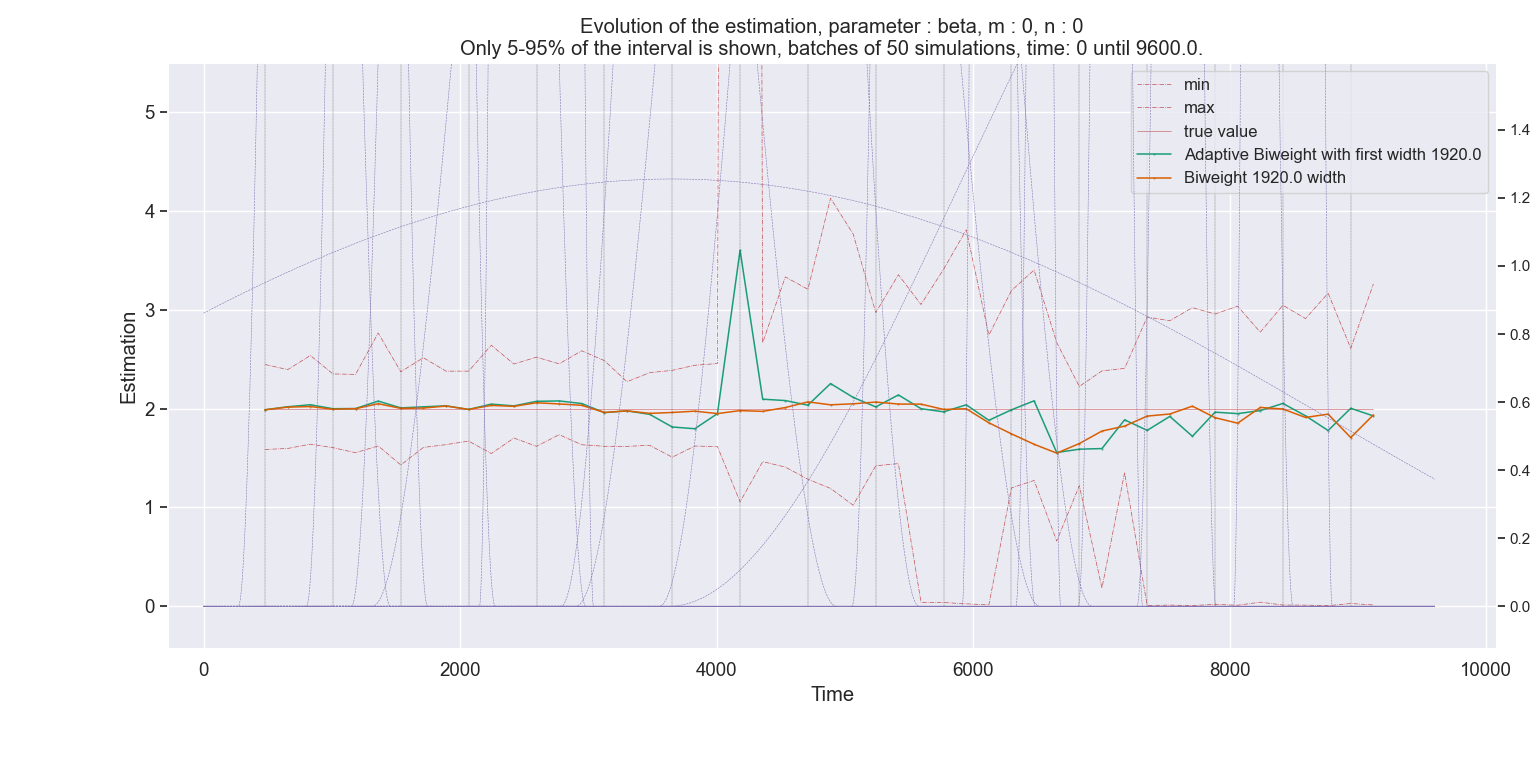 Evolution of the estimation, parameter : beta, m : 0, n : 0
Only 5-95% of the interval is shown, batches of 50 simulations, time: 0 until 9600.0.
min
max
true value
Adaptive Biweight with first width 1920.0
Biweight 1920.0 width
Estimation
5
4
3
2
1
0
1.4
1.2
1.0
0.8
0.6
0.4
0.2
0.0
0
2000
4000
6000
8000
10000
Time